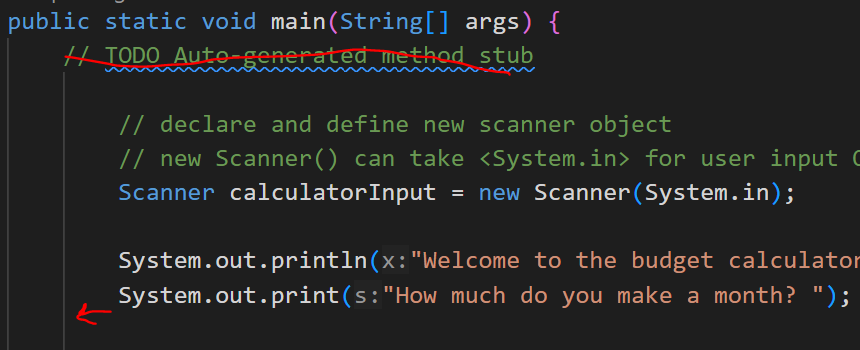 public static void main(String[] args) {
// TODO Auto-generated method stub
// declare and define new scanner object
// new Scanner() can take <System.in> for user input
Scanner calculatorInput = new Scanner(System.in);
System.out.println(x:"Welcome to the budget calculator
System.out.print(s:"How much do you make a month? ");